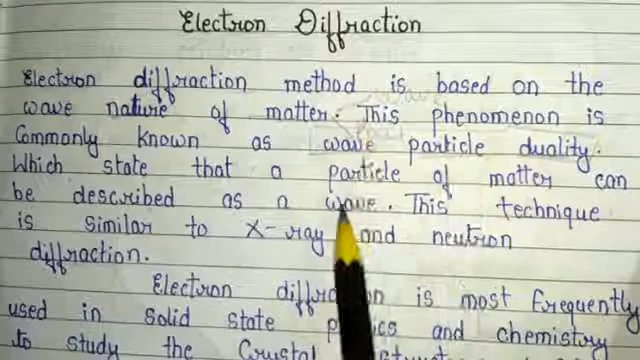 Electron Diffraction
Electron diffraction method is based on the
wave nature of matter. This phenomenon is
Commonly known as wave particle duality.
Which state that a particle of matter can
be described as a wave. This technique
is similar to X-ray and neutron
diffraction.
Electron diffraction is most frequently
used in solid state physics and chemistry
to study the Crystal